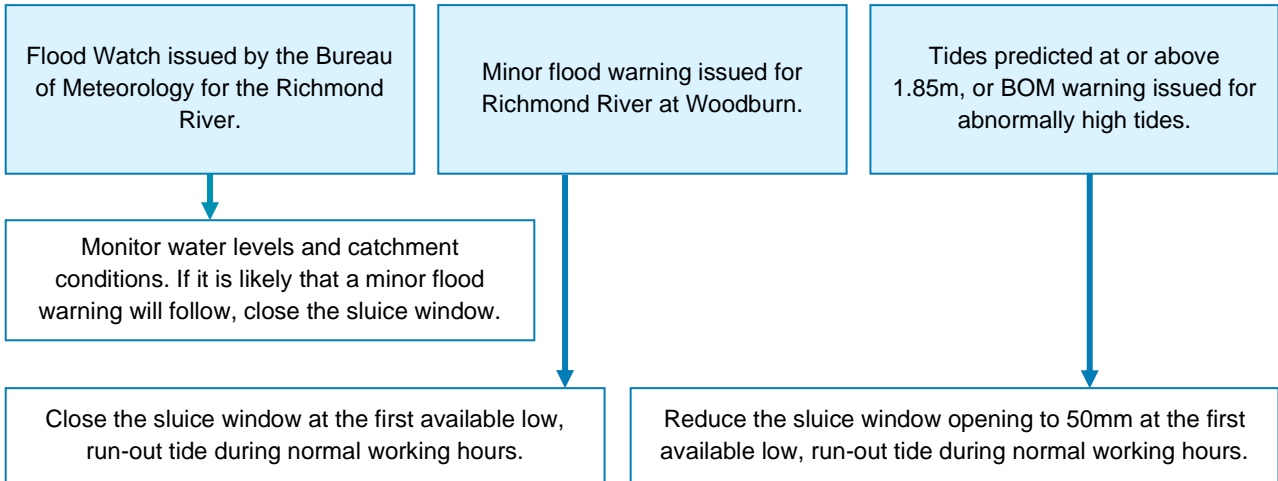 Flood Watch issued by the Bureau
of Meteorology for the Richmond
River.
Minor flood warning issued for
Richmond River at Woodburn.
Tides predicted at or above
1.85m, or BOM warning issued for
abnormally high tides.
Monitor water levels and catchment
conditions. If it is likely that a minor flood
warning will follow, close the sluice window.
Close the sluice window at the first available low,
run-out tide during normal working hours.
Reduce the sluice window opening to 50mm at the first
available low, run-out tide during normal working hours.